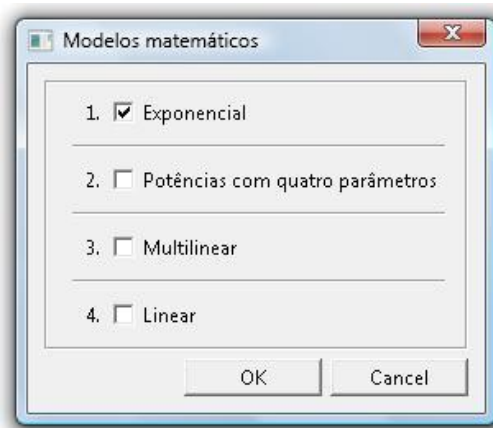 Modelos matemáticos
1. Exponencial
2. Potências com quatro parâmetros
3. Multilinear
4. Linear
OK Cancel